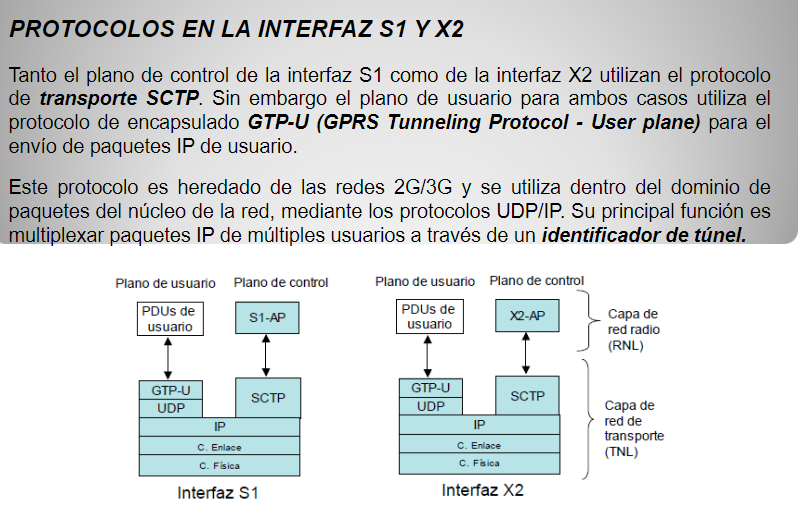 PROTOCOLOS EN LA INTERFAZ S1 Y X2
Tanto el plano de control de la interfaz S1 como de la interfaz X2 utilizan el protocolo
de transporte SCTP. Sin embargo el plano de usuario para ambos casos utiliza el
protocolo de encapsulado GTP-U (GPRS Tunneling Protocol - User plane) para el
envío de paquetes IP de usuario.
Este protocolo es heredado de las redes 2G/3G y se utiliza dentro del dominio de
paquetes del núcleo de la red, mediante los protocolos UDP/IP. Su principal función es
multiplexar paquetes IP de múltiples usuarios a través de un identificador de túnel.
Plano de usuario
Plano de control
PDUs de
usuario
S1-AP
GTP-U
UDP
SCTP
IP
C. Enlace
C. Física
Interfaz S1
Plano de usuario
Plano de control
PDUs de
usuario
X2-AP
GTP-U
UDP
SCTP
IP
C. Enlace
C. Física
Interfaz X2
Capa de
red radio
(RNL)
Capa de
red de
transporte
(TNL)